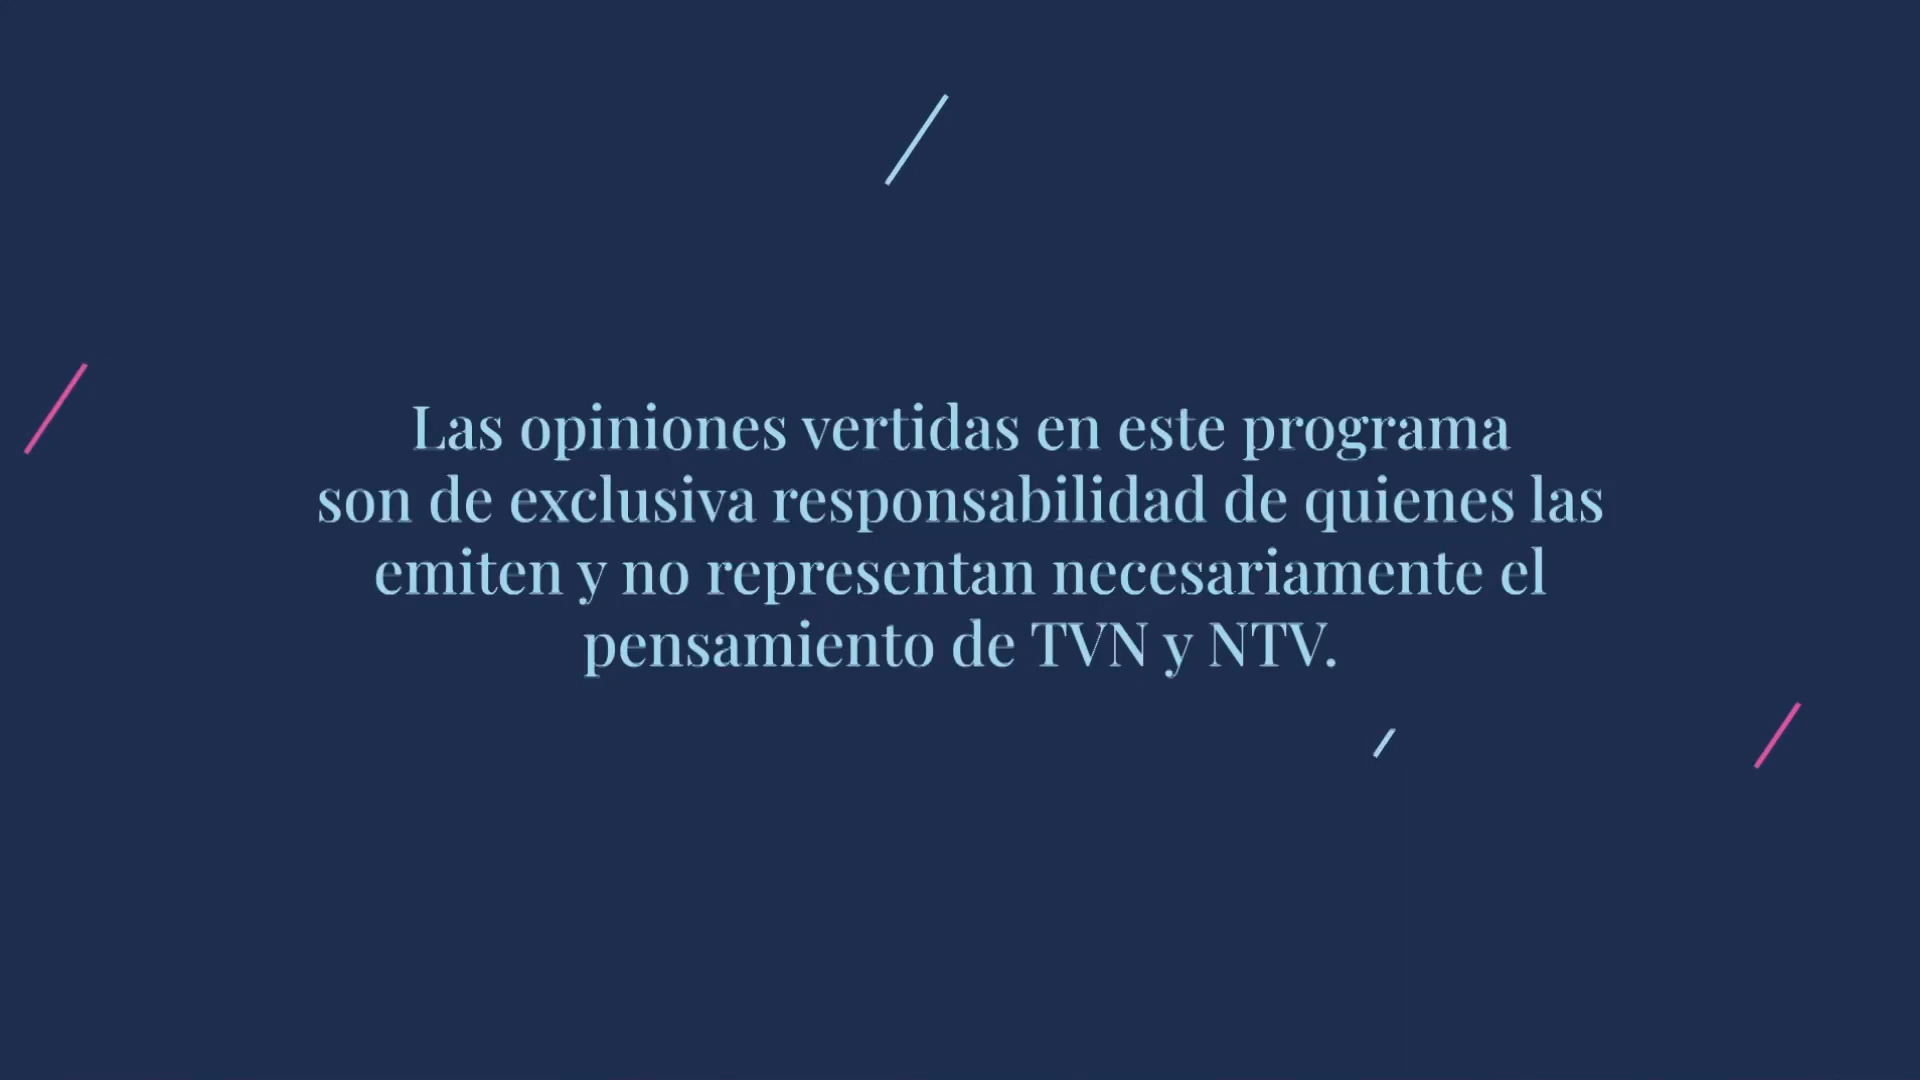 Las opiniones vertidas en este programa
son de exclusiva responsabilidad de quienes las
emiten y no representan necesariamente el
pensamiento de TVN y NTV.